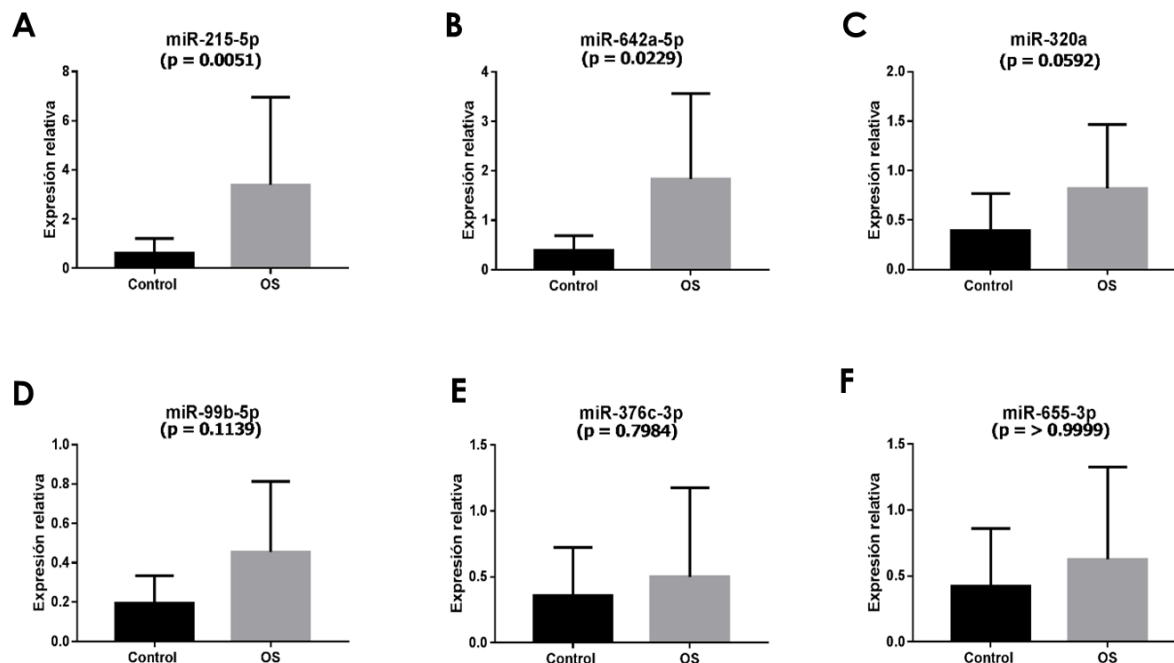 A
miR-215-5p
(p = 0.0051)
Expresión relativa
8
6
4
2
0
Control
OS
B
miR-642a-5p
(p = 0.0229)
Expresión relativa
4
3
2
1
0
Control
OS
C
miR-320a
(p = 0.0592)
Expresión relativa
2.0
1.5
1.0
0.5
0.0
Control
OS
D
miR-99b-5p
(p = 0.1139)
Expresión relativa
1.0
0.8
0.6
0.4
0.2
0.0
Control
OS
E
miR-376c-3p
(p = 0.7984)
Expresión relativa
1.5
1.0
0.5
0.0
Control
OS
F
miR-655-3p
(p = > 0.9999)
Expresión relativa
1.5
1.0
0.5
0.0
Control
OS